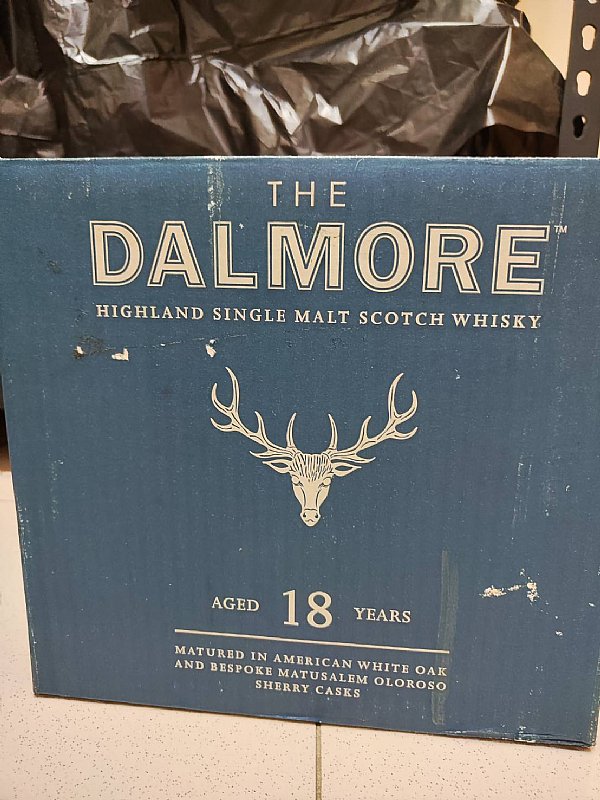 THE
DALMORE™
HIGHLAND SINGLE MALT SCOTCH WHISKY
AGED 18 YEARS
MATURED IN AMERICAN WHITE OAK
AND BESPOKE MATUSALEM OLOROSO
SHERRY CASKS